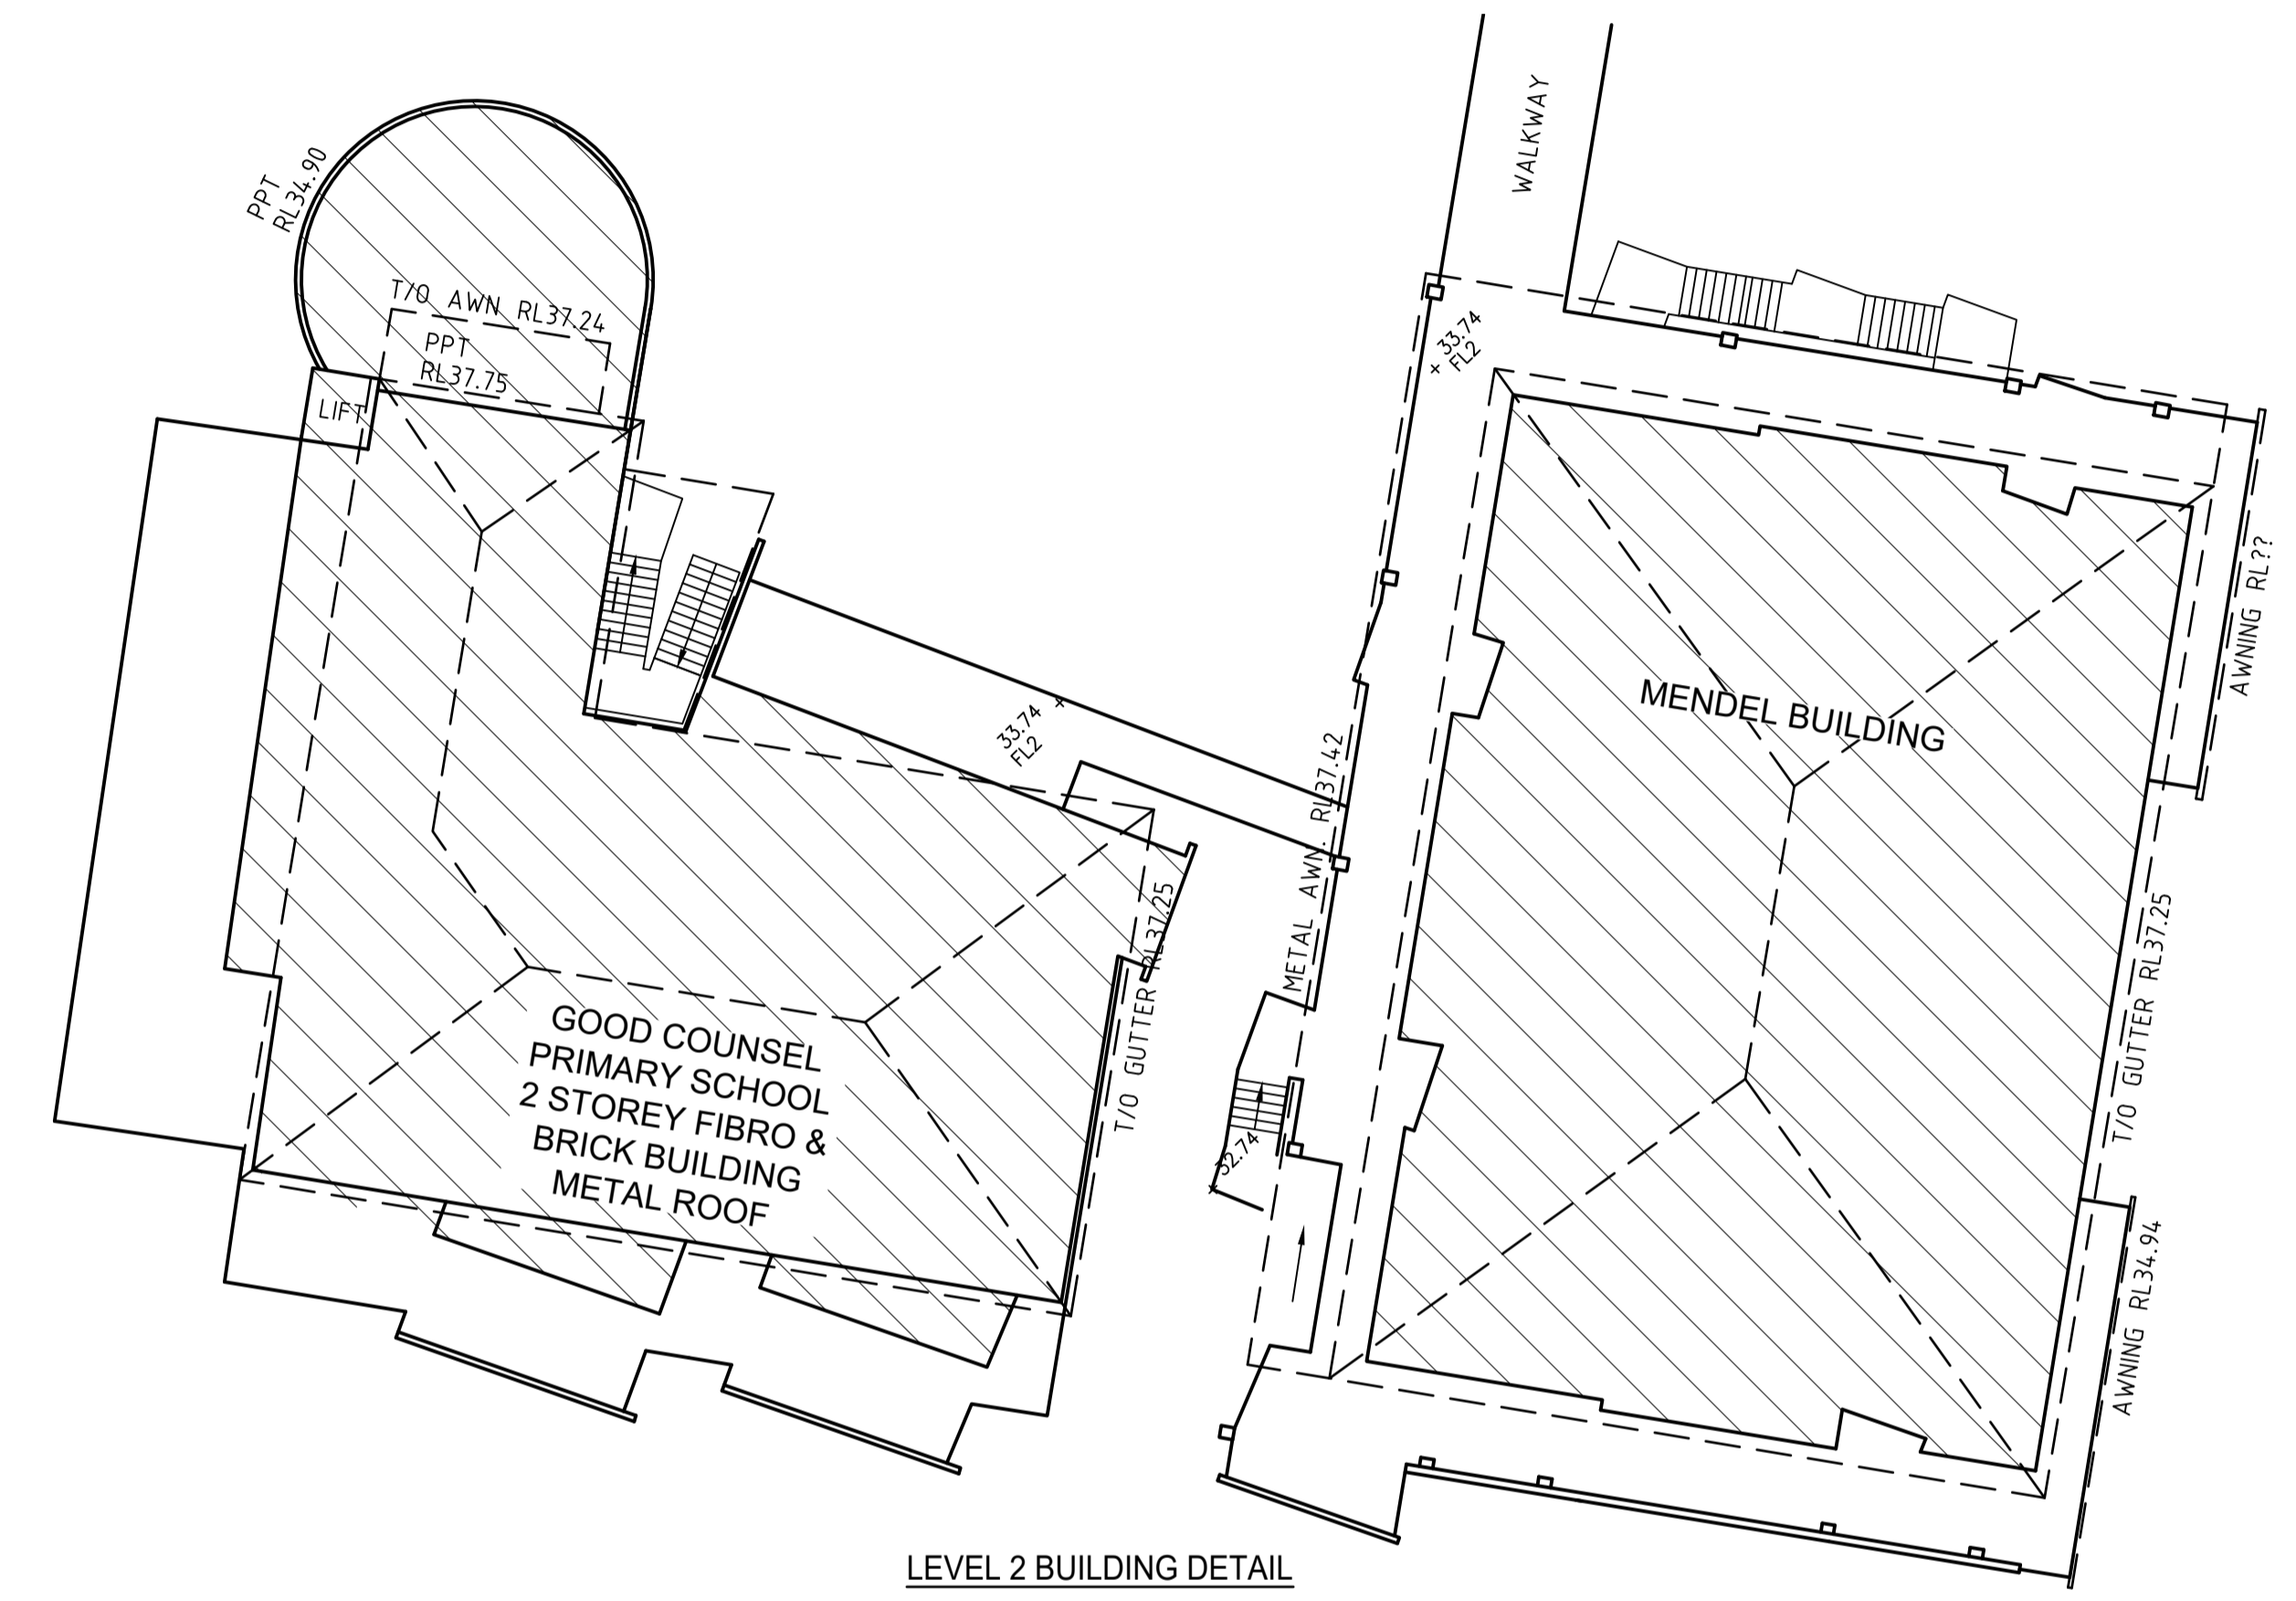 WALKWAY
PPT
RL34.90
T/O AWN RL37.24
PPT
RL37.75
LIFT
33.74
FL2
33.74
FL2
METAL AWN. RL37.42
MENDEL BUILDING
AWNING RL??
T/O GUTTER RL37.25
T/O GUTTER RL37.25
GOOD COUNSEL
PRIMARY SCHOOL
2 STOREY FIBRO &
BRICK BUILDING
METAL ROOF
32.74
AWNING RL34.94
LEVEL 2 BUILDING DETAIL